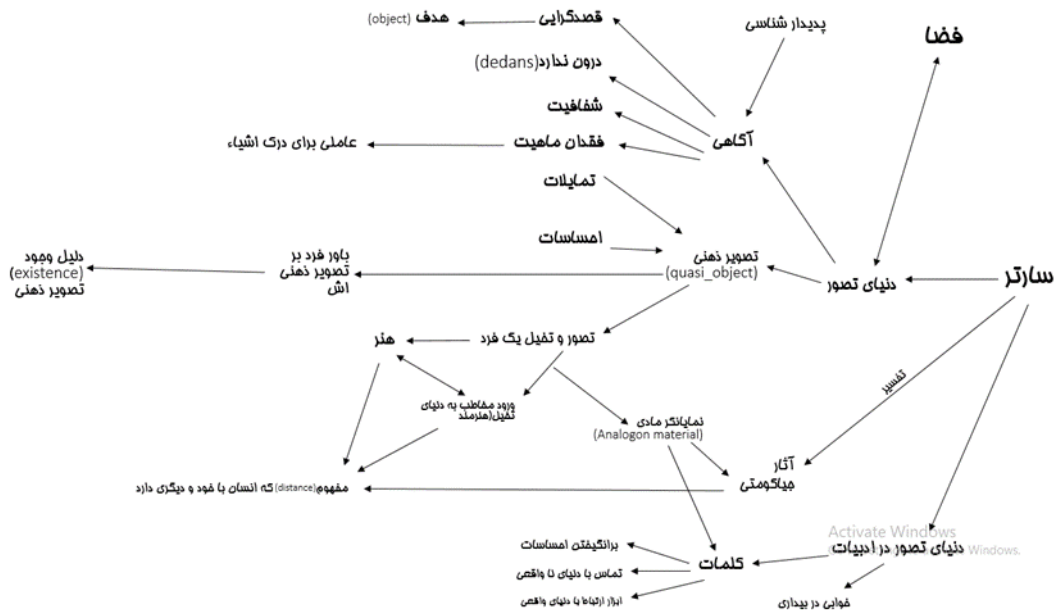 هدف (object)
قصدگرایی
پدیدار شناسی
فضا
درون ندارد(dedans)
شفافیت
آگاهی
عاملی برای درک اشیاء
فقدان ماهیت
تمایلات
احساسات
دلیل وجود
(existence)
تصویر ذهنی
باور فرد بر
تصویر ذهنی
اش
تصویر ذهنی
(quasi_object)
دنیای تصور
سارتر
هنر
تصور و تخیل یک فرد
تفسیر
ورود مخاطب به دنیای
تخیل(هنرمند
نمایانگر مادی
(Analogon material)
مفهوم(distance) که انسان با خود و دیگری دارد
آثار
جیاکومتی
Activate Windows
برانگیختن احساسات
کلمات
دنیای تصور در ادبیات
Windows.
تماس با دنیای نا واقعی
ابزار ارتباط با دنیای واقعی
خوابی در بیداری